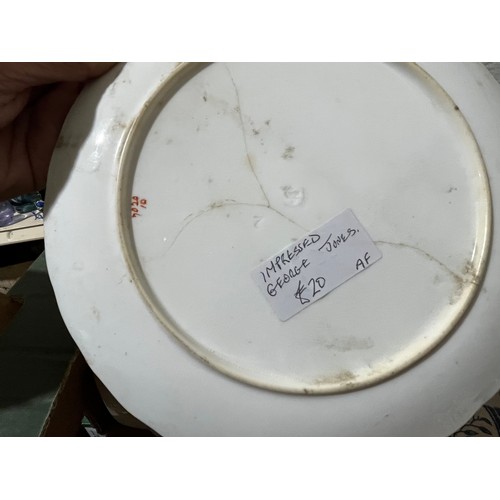 IMPRESSED
GEORGE JONES.
£20 AF